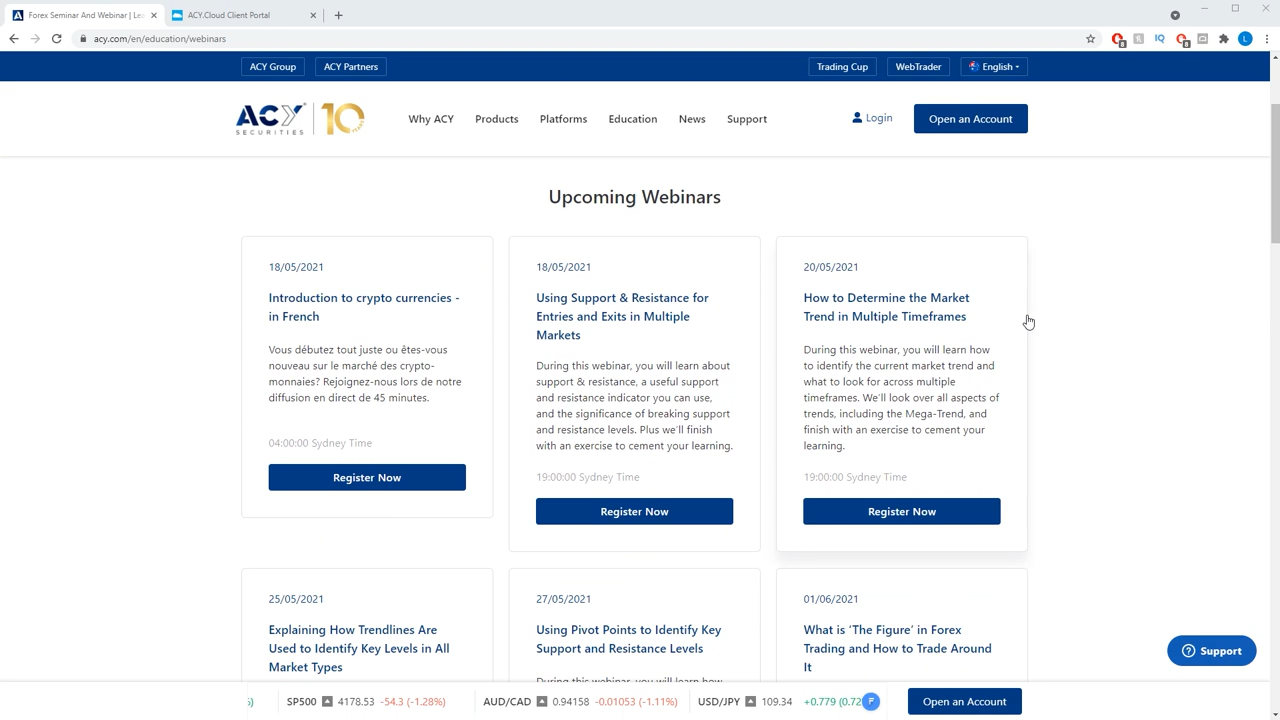 Forex Seminar And Webinar | Le
ACY.Cloud Client Portal
acy.com/en/education/webinars
8
8
L
ACY Group
ACY Partners
Trading Cup
WebTrader
English
ACY SECURITIES
10
YEARS
Why ACY
Products
Platforms
Education
News
Support
Login
Open an Account
Upcoming Webinars
18/05/2021
Introduction to crypto currencies -
in French
Vous débutez tout juste ou êtes-vous
nouveau sur le marché des crypto-
monnaies? Rejoignez-nous lors de notre
diffusion en direct de 45 minutes.
04:00:00 Sydney Time
Register Now
18/05/2021
Using Support & Resistance for
Entries and Exits in Multiple
Markets
During this webinar, you will learn about
support & resistance, a useful support
and resistance indicator you can use,
and the significance of breaking support
and resistance levels. Plus we'll finish
with an exercise to cement your learning.
19:00:00 Sydney Time
Register Now
20/05/2021
How to Determine the Market
Trend in Multiple Timeframes
During this webinar, you will learn how
to identify the current market trend and
what to look for across multiple
timeframes. We'll look over all aspects of
trends, including the Mega-Trend, and
finish with an exercise to cement your
learning.
19:00:00 Sydney Time
Register Now
25/05/2021
Explaining How Trendlines Are
Used to Identify Key Levels in All
Market Types
27/05/2021
Using Pivot Points to Identify Key
Support and Resistance Levels
During this webinar, you will learn
01/06/2021
What is ‘The Figure’ in Forex
Trading and How to Trade Around
It
Support
%)
SP500 4178.53 -54.3 (-1.28%)
AUD/CAD 0.94158 -0.01053 (-1.11%)
USD/JPY 109.34 +0.779 (0.72
F
Open an Account